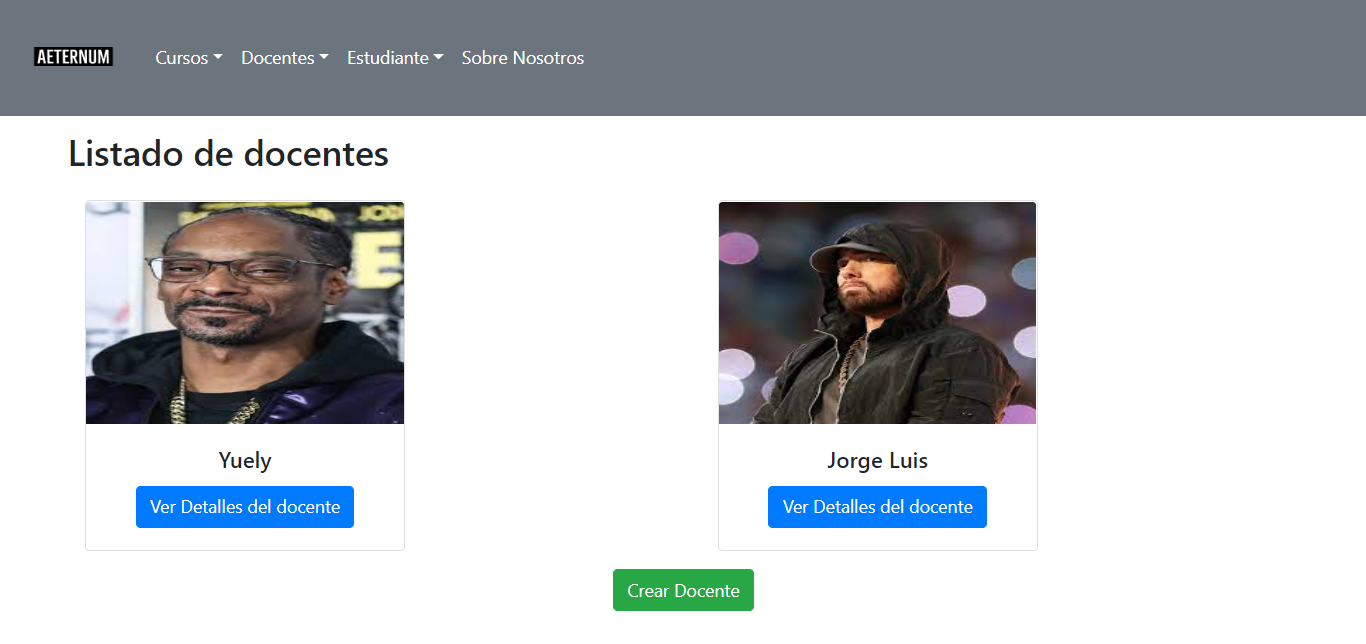 AETERNUM
Cursos
Docentes
Estudiante
Sobre Nosotros
Listado de docentes
Yuely
Ver Detalles del docente
Jorge Luis
Ver Detalles del docente
Crear Docente